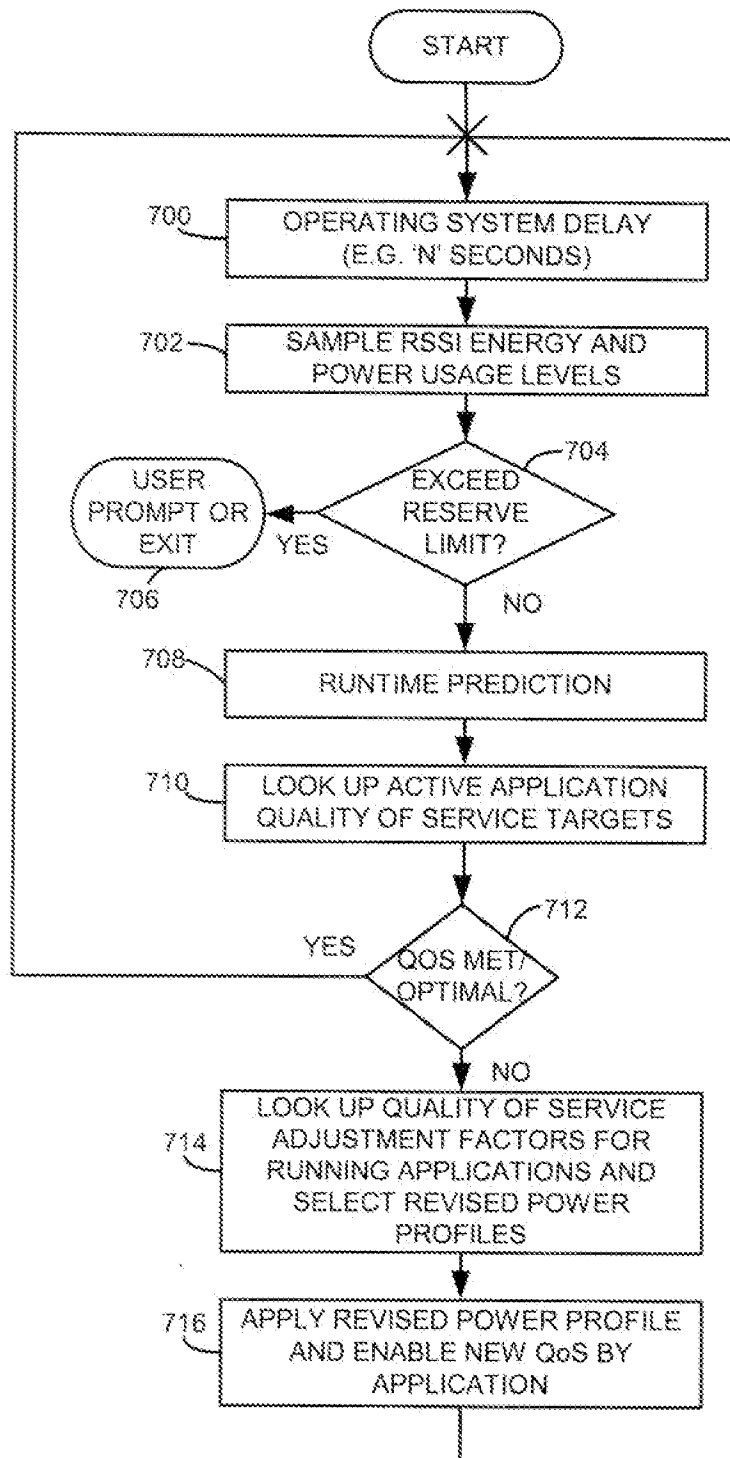 START
700
OPERATING SYSTEM DELAY
(E.G. 'N' SECONDS)
702
SAMPLE RSSI ENERGY AND
POWER USAGE LEVELS
704
EXCEED
RESERVE
LIMIT?
USER
PROMPT OR
EXIT
YES
706
NO
708
RUNTIME PREDICTION
710
LOOK UP ACTIVE APPLICATION
QUALITY OF SERVICE TARGETS
712
YES
QOS MET/
OPTIMAL?
NO
714
LOOK UP QUALITY OF SERVICE
ADJUSTMENT FACTORS FOR
RUNNING APPLICATIONS AND
SELECT REVISED POWER
PROFILES
716
APPLY REVISED POWER PROFILE
AND ENABLE NEW QoS BY
APPLICATION